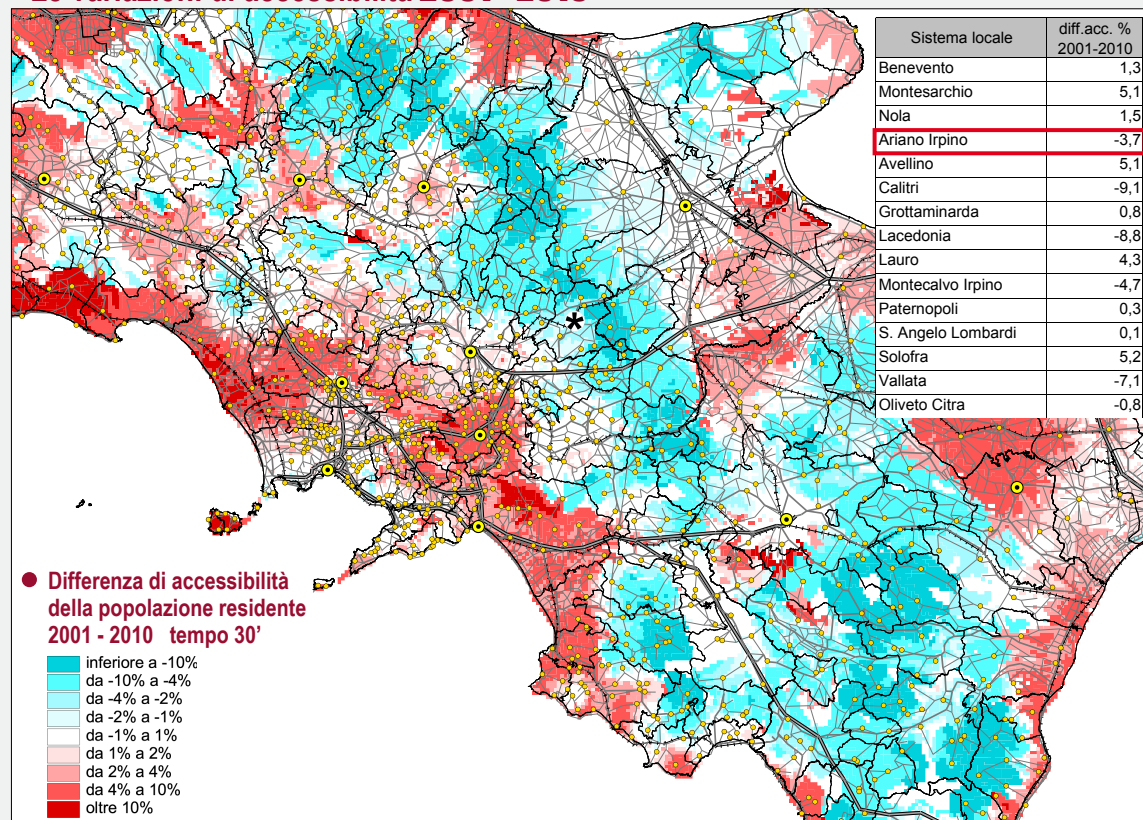 Sistema locale diff.acc. % 2001-2010
Benevento 1,3
Montesarchio 5,1
Nola 1,5
Ariano Irpino -3,7
Avellino 5,1
Calitri -9,1
Grottaminarda 0,8
Lacedonia -8,8
Lauro 4,3
Montecalvo Irpino -4,7
Paternopoli 0,3
S. Angelo Lombardi 0,1
Solofra 5,2
Vallata -7,1
Oliveto Citra -0,8
*
Differenza di accessibilità
della popolazione residente
2001 - 2010 tempo 30'
inferiore a -10%
da -10% a -4%
da -4% a -2%
da -2% a -1%
da -1% a 1%
da 1% a 2%
da 2% a 4%
da 4% a 10%
oltre 10%